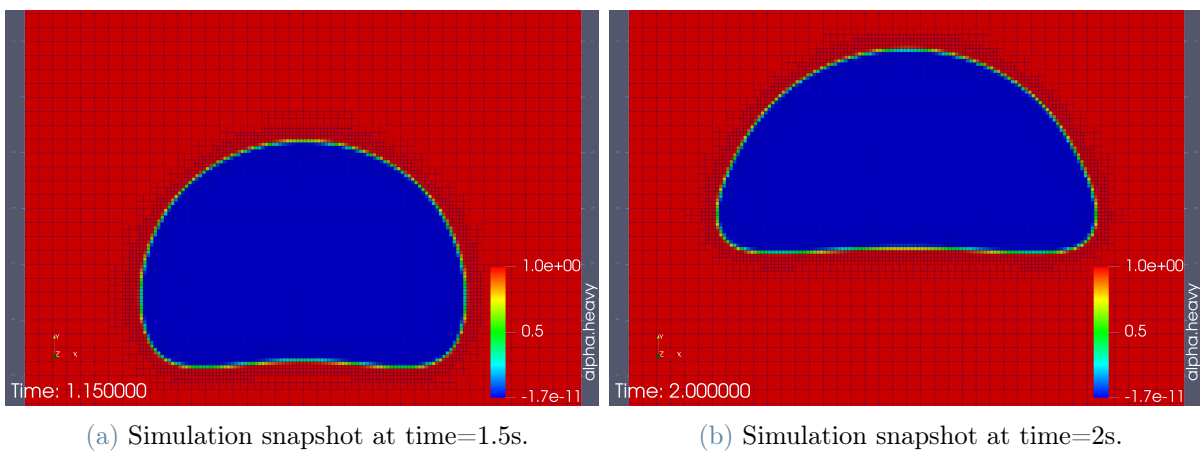 1.0e+00
0.5
-1.7e-11
alpha.heavy
Y
Z X
Time: 1.150000
1.0e+00
0.5
-1.7e-11
alpha.heavy
Y
Z X
Time: 2.000000
(a) Simulation snapshot at time=1.5s.
(b) Simulation snapshot at time=2s.